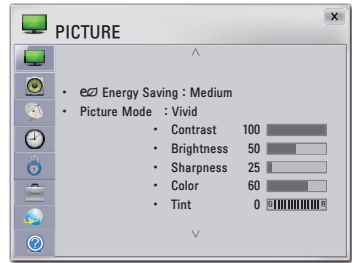 PICTURE
X
• Energy Saving : Medium
• Picture Mode : Vivid
• Contrast 100
• Brightness 50
• Sharpness 25
• Color 60
• Tint 0 G R
?